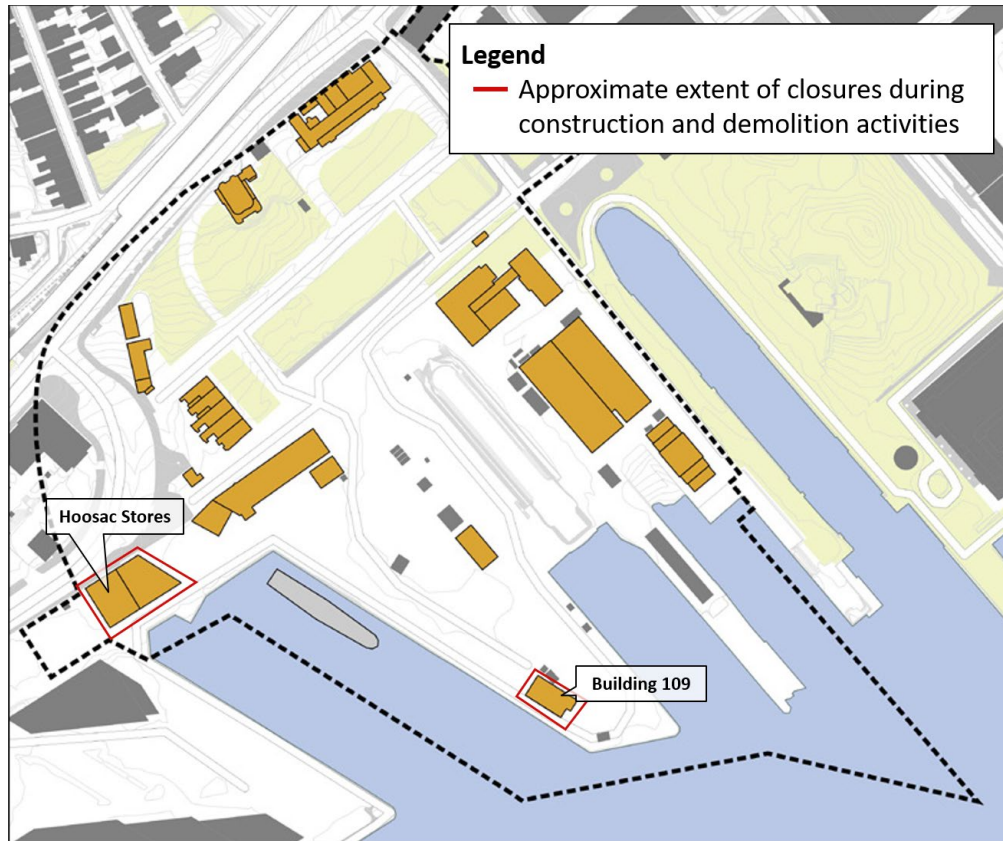 Legend
Approximate extent of closures during
construction and demolition activities
Hoosac Stores
Building 109